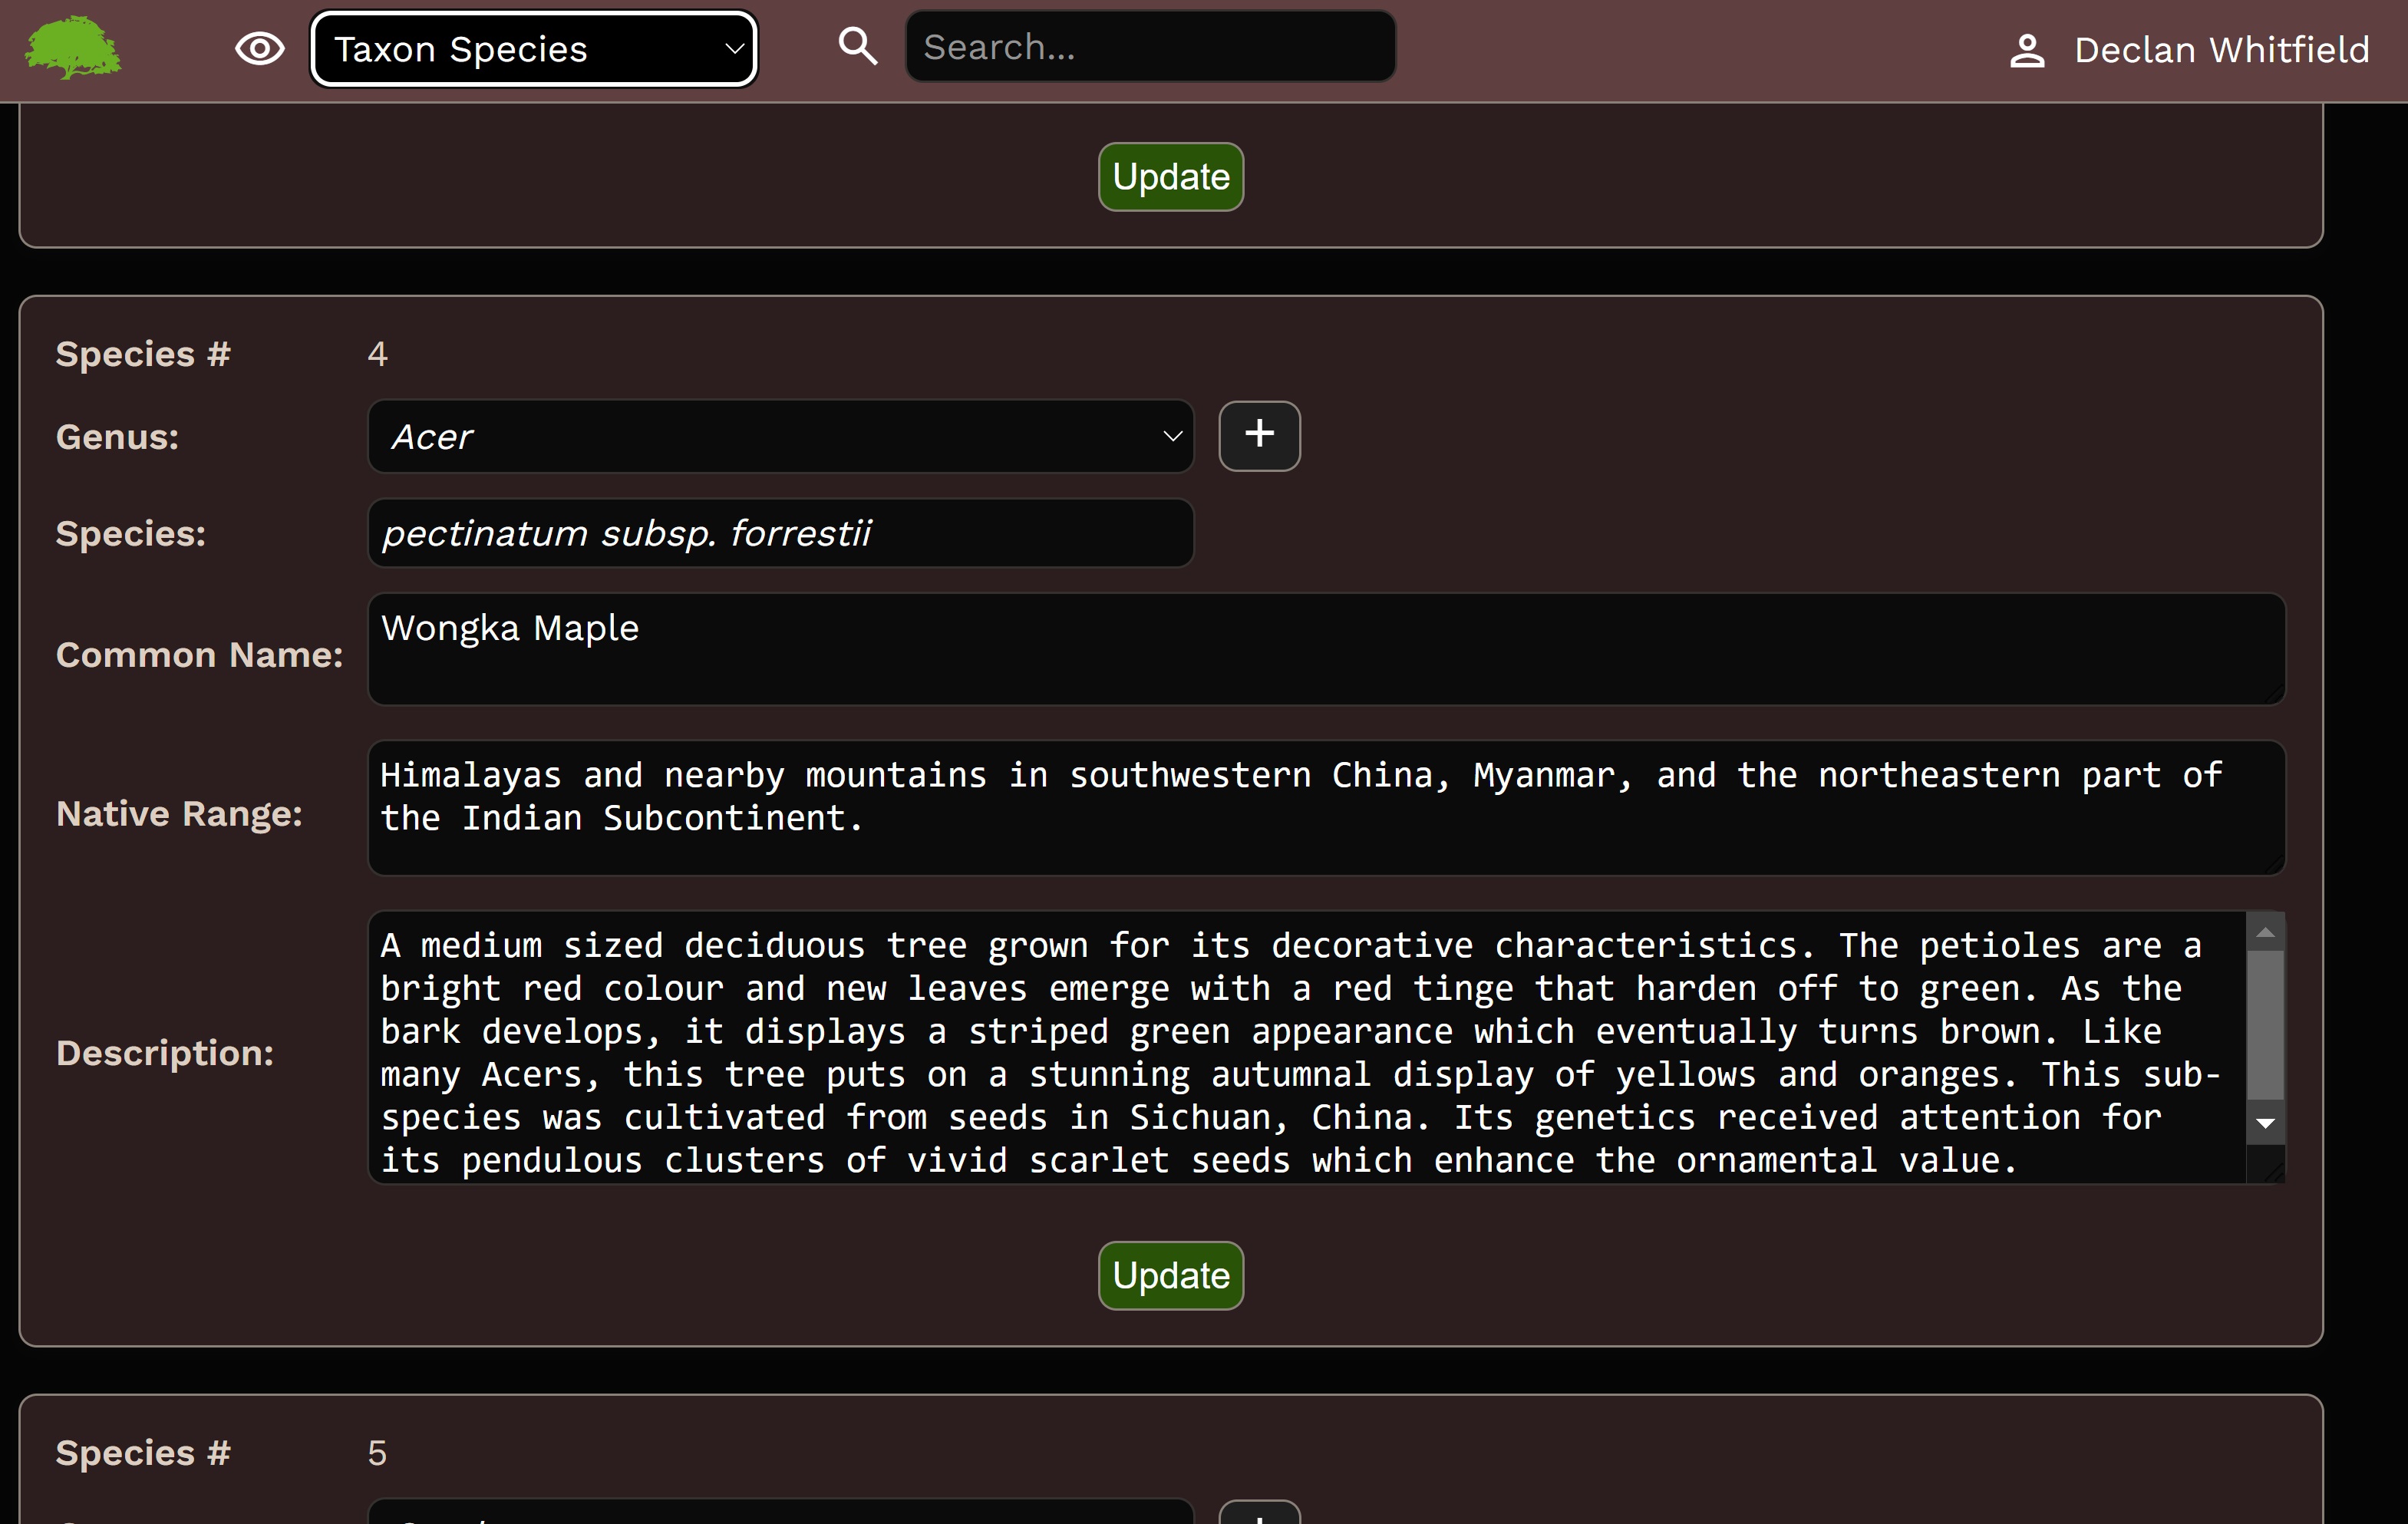 Taxon Species
Search...
Declan Whitfield
Update
Species # 4
Genus: Acer +
Species: pectinatum subsp. forrestii
Common Name: Wongka Maple
Native Range: Himalayas and nearby mountains in southwestern China, Myanmar, and the northeastern part of
the Indian Subcontinent.
Description: A medium sized deciduous tree grown for its decorative characteristics. The petioles are a
bright red colour and new leaves emerge with a red tinge that harden off to green. As the
bark develops, it displays a striped green appearance which eventually turns brown. Like
many Acers, this tree puts on a stunning autumnal display of yellows and oranges. This sub-
species was cultivated from seeds in Sichuan, China. Its genetics received attention for
its pendulous clusters of vivid scarlet seeds which enhance the ornamental value.
Update
Species # 5